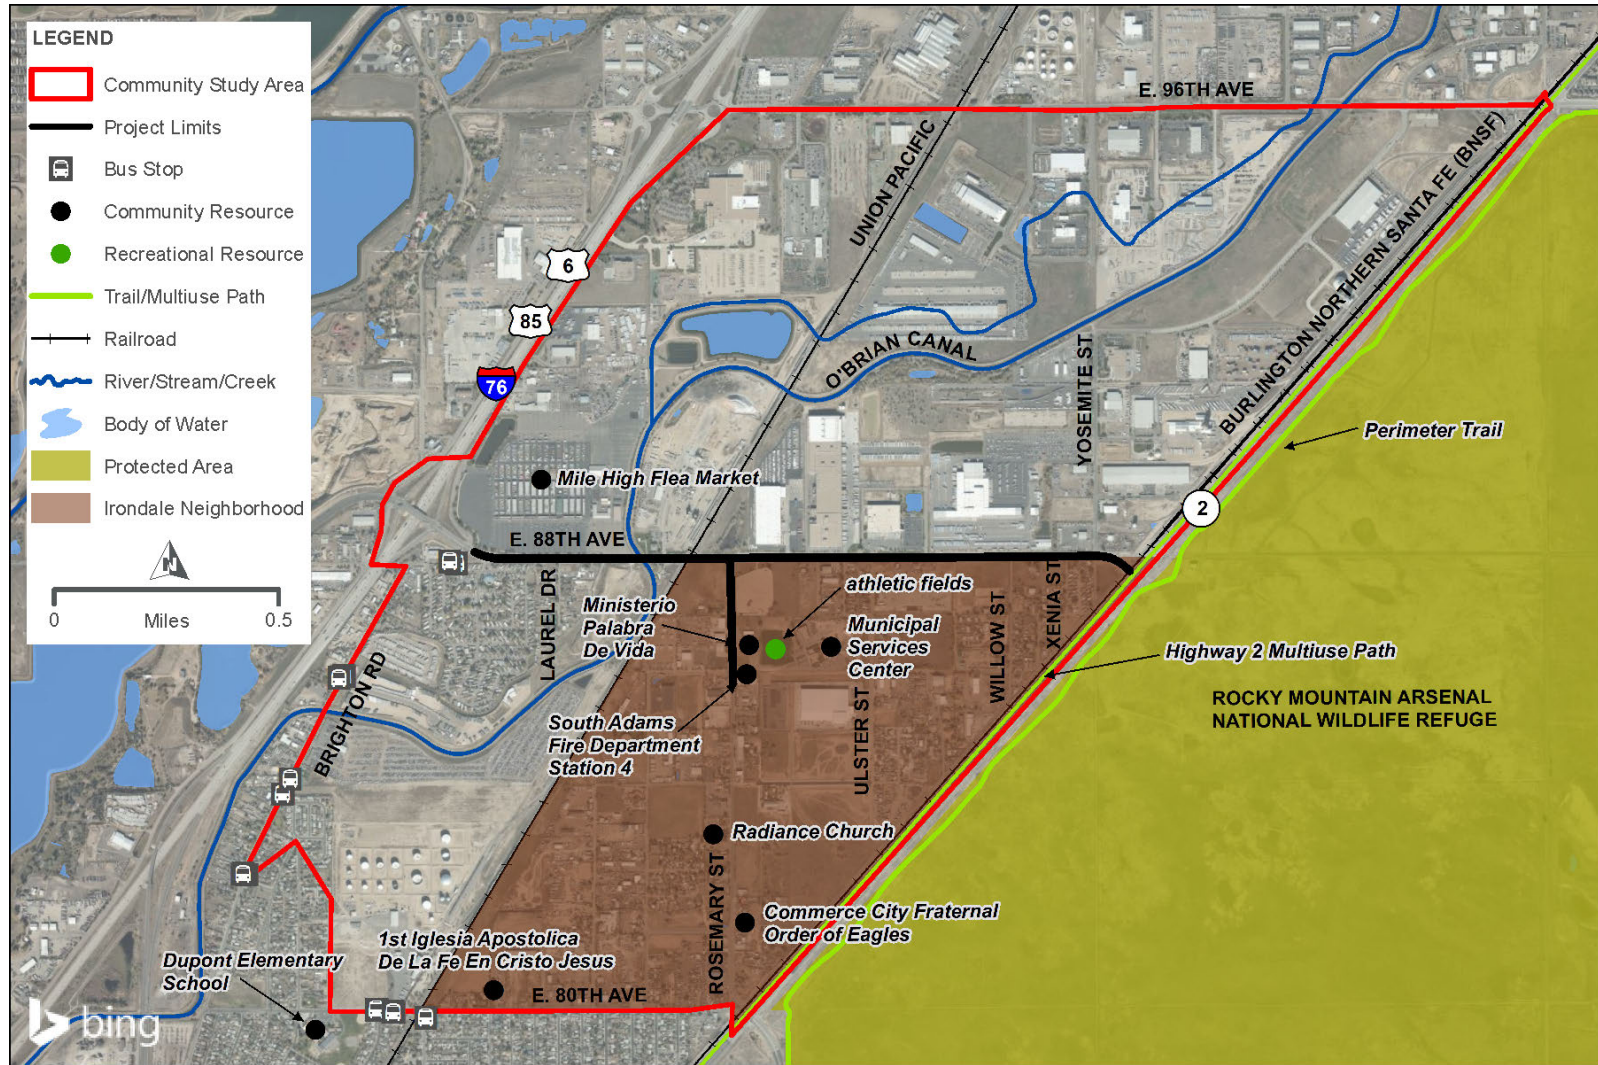 LEGEND
Community Study Area
Project Limits
Bus Stop
Community Resource
Recreational Resource
Trail/Multiuse Path
Railroad
River/Stream/Creek
Body of Water
Protected Area
Irondale Neighborhood
N
0 Miles 0.5
E. 96TH AVE
UNION PACIFIC
BURLINGTON NORTHERN SANTA FE (BNSF)
6
85
76
O'BRIAN CANAL
YOSEMITE ST
Perimeter Trail
Mile High Flea Market
2
E. 88TH AVE
LAUREL DR
Ministerio
Palabra
De Vida
athletic fields
Municipal
Services
Center
WILLOW ST
XENIA ST
Highway 2 Multiuse Path
ROCKY MOUNTAIN ARSENAL
NATIONAL WILDLIFE REFUGE
BRIGHTON RD
South Adams
Fire Department
Station 4
ULSTER ST
Radiance Church
ROSEMARY ST
Commerce City Fraternal
Order of Eagles
1st Iglesia Apostolica
De La Fe En Cristo Jesus
Dupont Elementary
School
E. 80TH AVE
bing